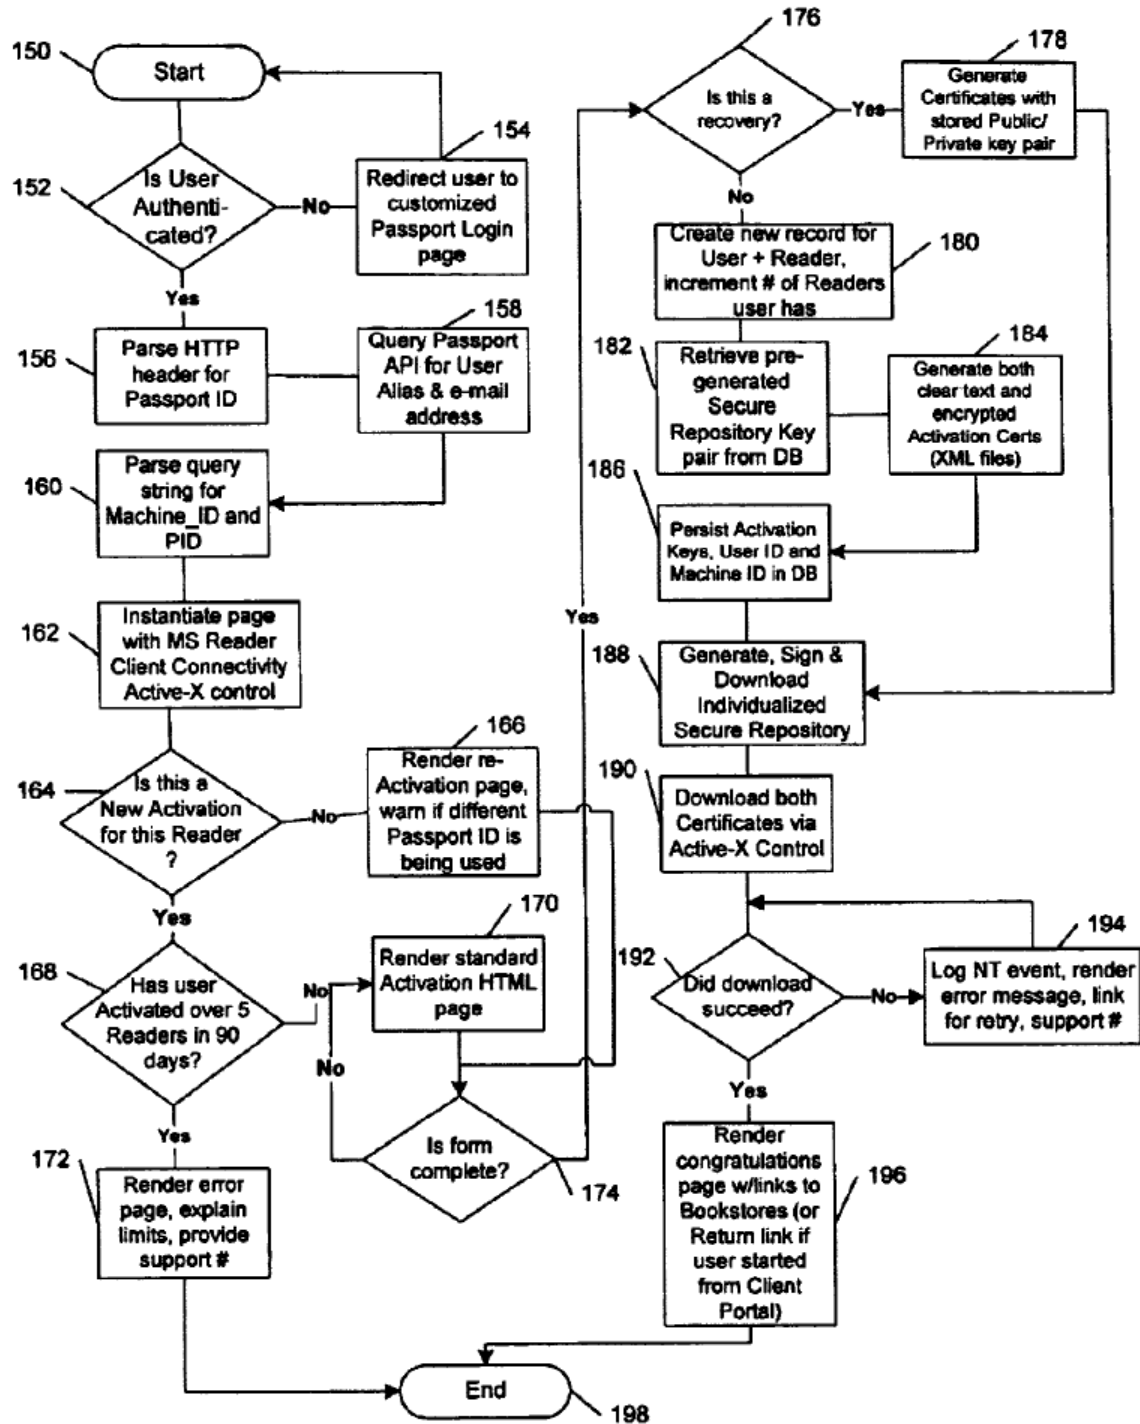 150
Start
152
Is User
Authenti-
cated?
No
154
Redirect user to
customized
Passport Login
page
Yes
156
Parse HTTP
header for
Passport ID
158
Query Passport
API for User
Alias & e-mail
address
160
Parse query
string for
Machine_ID and
PID
162
Instantiate page
with MS Reader
Client Connectivity
Active-X control
164
Is this a
New Activation
for this Reader
?
No
166
Render re-
Activation page,
warn if different
Passport ID is
being used
Yes
168
Has user
Activated over 5
Readers in 90
days?
No
170
Render standard
Activation HTML
page
No
Yes
172
Render error
page, explain
limits, provide
support #
Is form
complete?
174
Yes
176
Is this a
recovery?
Yes
178
Generate
Certificates with
stored Public/
Private key pair
No
180
Create new record for
User + Reader,
increment # of Readers
user has
182
Retrieve pre-
generated
Secure
Repository Key
pair from DB
184
Generate both
clear text and
encrypted
Activation Certs
(XML files)
186
Persist Activation
Keys, User ID and
Machine ID in DB
188
Generate, Sign &
Download
Individualized
Secure Repository
190
Download both
Certificates via
Active-X Control
192
Did download
succeed?
No
194
Log NT event, render
error message, link
for retry, support #
Yes
196
Render
congratulations
page w/links to
Bookstores (or
Return link if
user started
from Client
Portal)
End
198